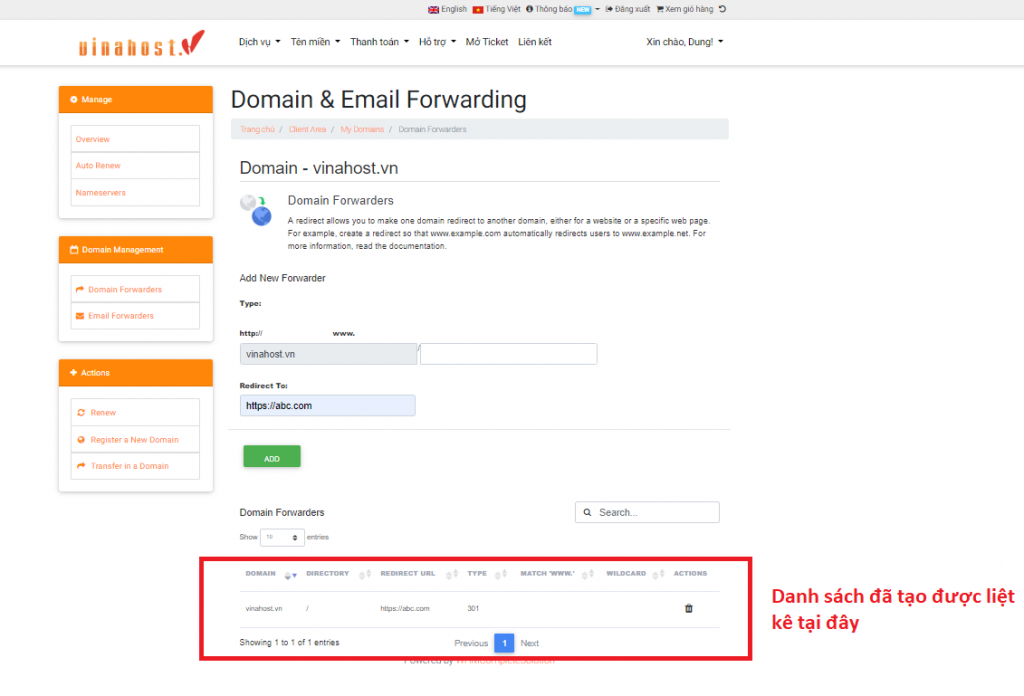 English Tiếng Việt Thông báo NEW Đăng xuất Xem giỏ hàng
vinahost.
Dịch vụ Tên miền Thanh toán Hỗ trợ Mở Ticket Liên kết Xin chào, Dung!
Manage
Overview
Auto Renew
Nameservers
Domain Management
Domain Forwarders
Email Forwarders
Actions
Renew
Register a New Domain
Transfer in a Domain
Domain & Email Forwarding
Trang chủ / Client Area / My Domains / Domain Forwarders
Domain - vinahost.vn
Domain Forwarders
A redirect allows you to make one domain redirect to another domain, either for a website or a specific web page.
For example, create a redirect so that www.example.com automatically redirects users to www.example.net. For
more information, read the documentation.
Add New Forwarder
Type:
http:// www.
vinahost.vn /
Redirect To:
https://abc.com
ADD
Domain Forwarders Search...
Show 10 entries
DOMAIN DIRECTORY REDIRECT URL TYPE MATCH 'WWW.' WILDCARD ACTIONS
vinahost.vn / https://abc.com 301
Showing 1 to 1 of 1 entries Previous 1 Next
Powered by WHMCompleteSolution
Danh sách đã tạo được liệt
kê tại đây